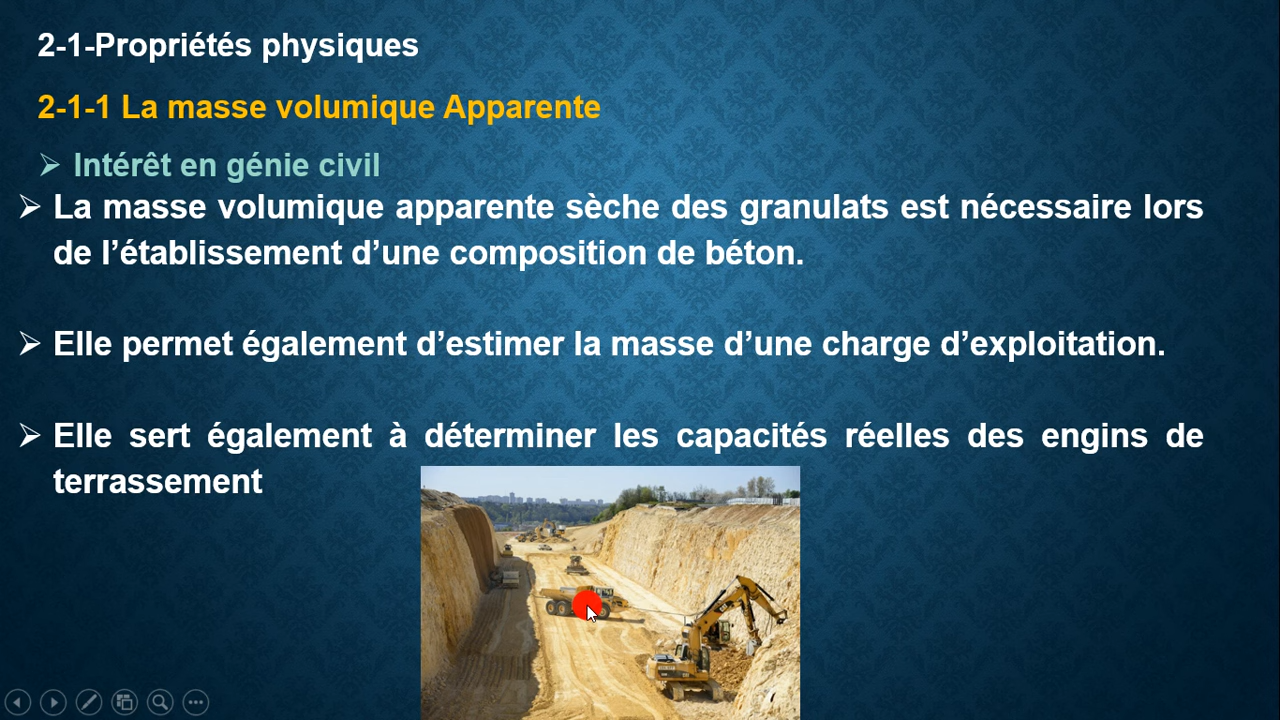 2-1-Propriétés physiques
2-1-1 La masse volumique Apparente
Intérêt en génie civil
La masse volumique apparente sèche des granulats est nécessaire lors
de l’établissement d’une composition de béton.
Elle permet également d’estimer la masse d’une charge d’exploitation.
Elle sert également à déterminer les capacités réelles des engins de
terrassement